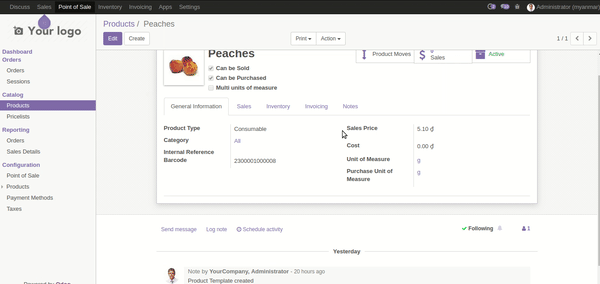 Discuss Sales Point of Sale Inventory Invoicing Apps Settings Administrator (myanmar)
Your logo
Products / Peaches
Edit Create Print Action 1 / 1
Dashboard
Orders
Orders
Sessions
Catalog
Products
Pricelists
Reporting
Orders
Sales Details
Configuration
Point of Sale
Products
Payment Methods
Taxes
Peaches
Can be Sold
Can be Purchased
Multi units of measure
Product Moves
Sales
Active
General Information Sales Inventory Invoicing Notes
Product Type Consumable
Category All
Internal Reference
Barcode 2300001000008
Sales Price 5.10 ₫
Cost 0.00 ₫
Unit of Measure g
Purchase Unit of Measure g
Send message Log note Schedule activity Following 1
Yesterday
Note by YourCompany, Administrator - 20 hours ago
Product Template created